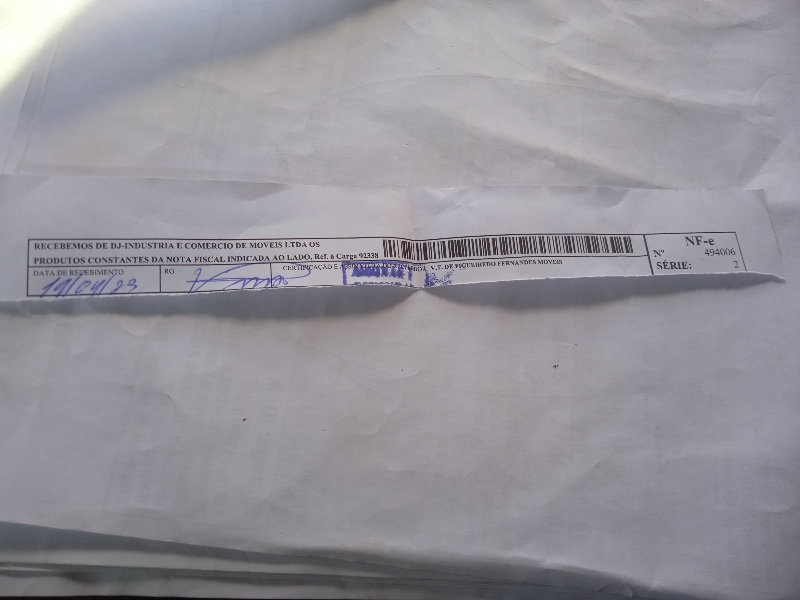 RECEBEMOS DE DJ-INDUSTRIA E COMERCIO DE MOVEIS LTDA OS
PRODUTOS CONSTANTES DA NOTA FISCAL INDICADA AO LADO, Ref. à Carga 92338
NF-e
Nº 494006
SÉRIE: 2
DATA DE RECEBIMENTO
RG
CERTIFICAÇÃO E V. F. DE FIGUEIREDO FERNANDES MOVEIS
19/04/23